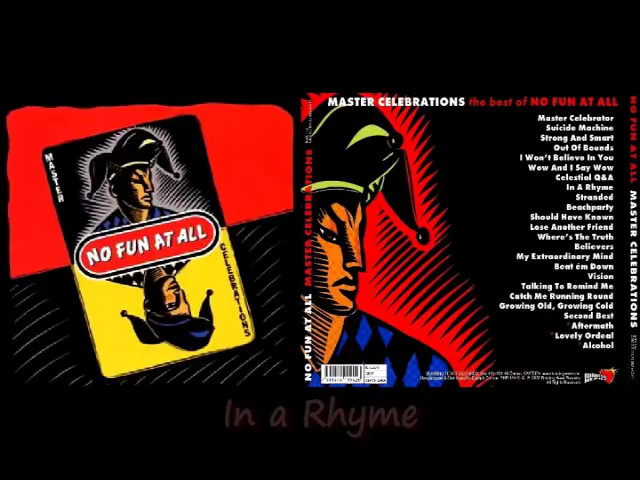 MASTER
NO FUN AT ALL
CELEBRATIONS
NO FUN AT ALL MASTER CELEBRATIONS
MASTER CELEBRATIONS the best of NO FUN AT ALL
Master Celebrator
Suicide Machine
Strong And Smart
Out Of Bounds
I Won't Believe in You
Wow And I Say Wow
Celestial Q&A
In A Rhyme
Stranded
Beachparty
Should Have Known
Lose Another Friend
Where's The Truth
Believers
My Extraordinary Mind
Beat em Down
Vision
Talking To Remind Me
Catch Me Running Round
Growing Old, Growing Cold
Second Best
*Aftermath
*Lovely Ordeal
*Alcohol
NO FUN AT ALL MASTER CELEBRATIONS
In a Rhyme